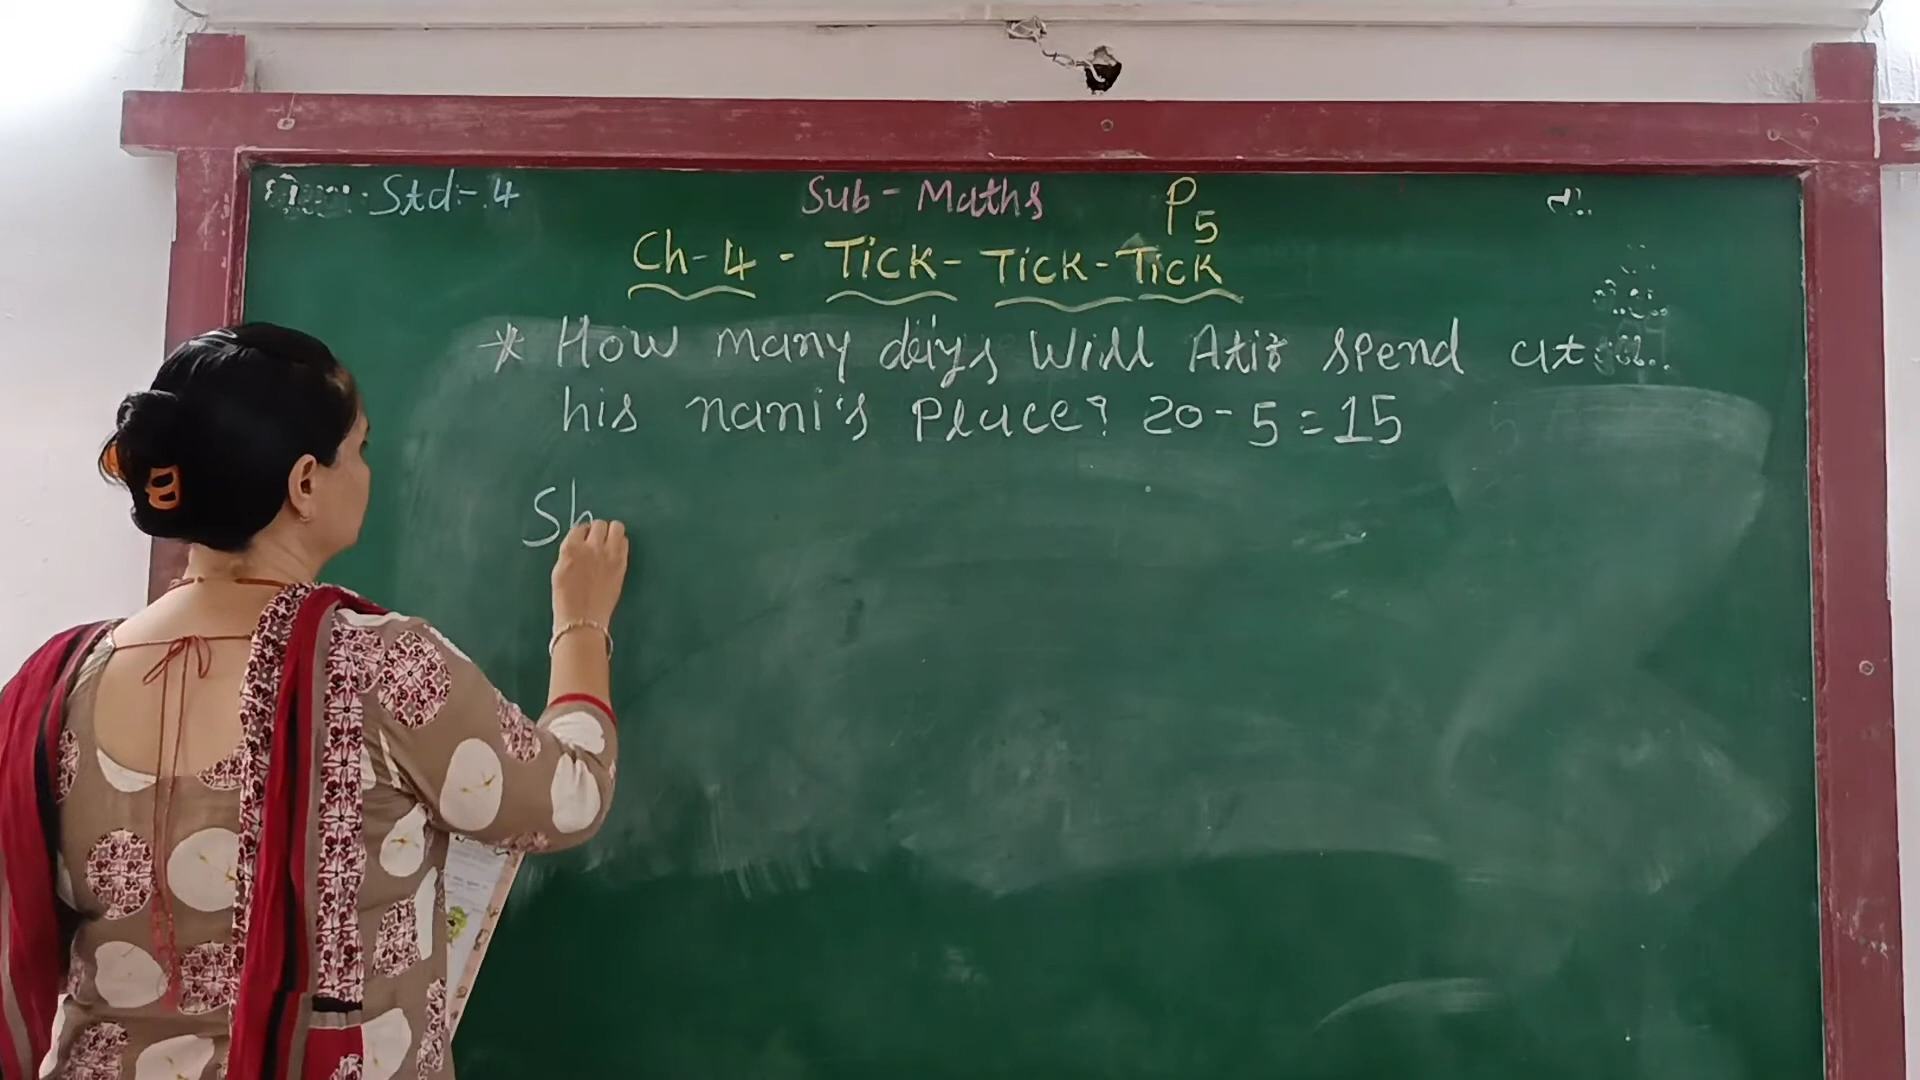 Std:- 4
Sub - Maths P5
Ch-4 - Tick- Tick- Tick
* How many days will Atif spend at
his nani's place? 20 - 5 = 15
Sh